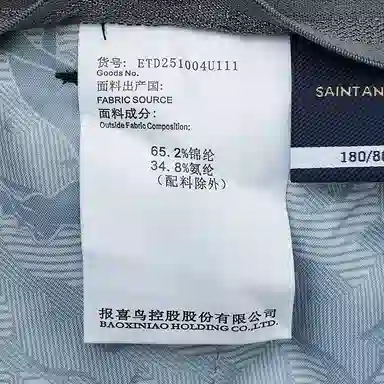 货号: ETD251004U111
Goods No.
面料出产国:
FABRIC SOURCE
面料成分:
Outside Fabric Composition:
65.2%锦纶
34.8%氨纶
(配料除外)
报喜鸟控股股份有限公司
BAOXINIAO HOLDING CO.,LTD.
SAINTAN
180/8